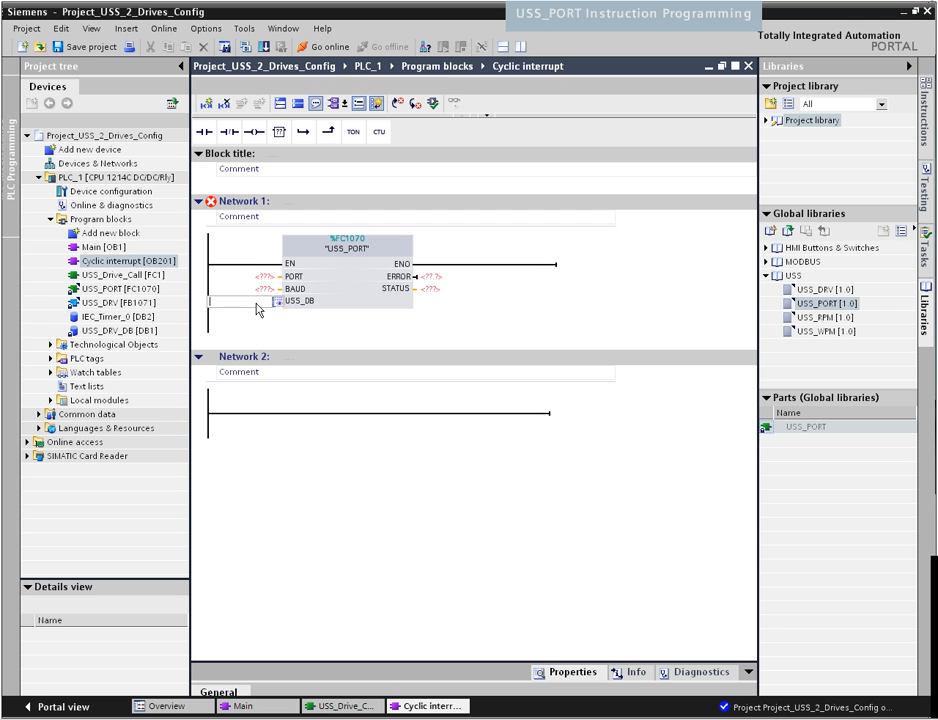 Siemens - Project_USS_2_Drives_Config
USS_PORT Instruction Programming
Project Edit View Insert Online Options Tools Window Help
Totally Integrated Automation
PORTAL
Save project Go online Go offline
Project tree
Project_USS_2_Drives_Config PLC_1 Program blocks Cyclic interrupt
Libraries
PLC Programming
Devices
Project_USS_2_Drives_Config
Add new device
Devices & Networks
PLC_1 [CPU 1214C DC/DC/Rly]
Device configuration
Online & diagnostics
Program blocks
Add new block
Main [OB1]
Cyclic interrupt [OB201]
USS_Drive_Call [FC1]
USS_PORT [FC1070]
USS_DRV [FB1071]
IEC_Timer_0 [DB2]
USS_DRV_DB [DB1]
Technological Objects
PLC tags
Watch tables
Text lists
Local modules
Common data
Languages & Resources
Online access
SIMATIC Card Reader
Details view
Name
TON CTU
Block title:
Comment
Network 1:
Comment
%FC1070
"USS_PORT"
EN ENO
<???> PORT ERROR <??.?>
<???> BAUD STATUS <???>
USS_DB
Network 2:
Comment
Properties Info Diagnostics
General
Project library
All
Project library
Global libraries
HMI Buttons & Switches
MODBUS
USS
USS_DRV [1.0]
USS_PORT [1.0]
USS_RPM [1.0]
USS_WPM [1.0]
Parts (Global libraries)
Name
USS_PORT
Instructions
Testing
Tasks
Libraries
Portal view Overview Main USS_Drive_C... Cyclic interr... Project Project_USS_2_Drives_Config o...